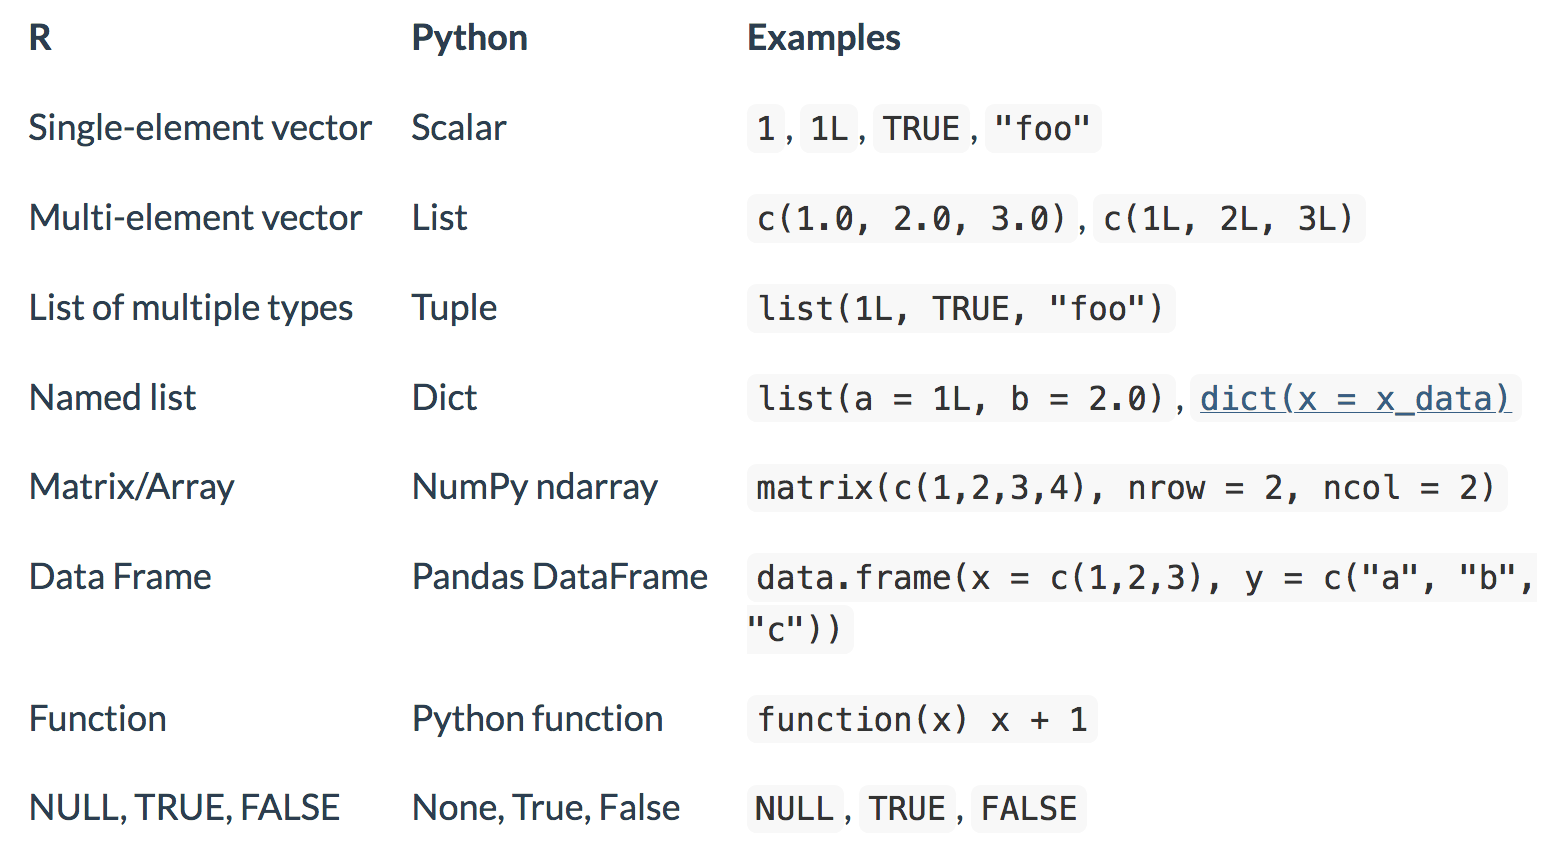 R Python Examples
Single-element vector Scalar 1, 1L, TRUE, "foo"
Multi-element vector List c(1.0, 2.0, 3.0), c(1L, 2L, 3L)
List of multiple types Tuple list(1L, TRUE, "foo")
Named list Dict list(a = 1L, b = 2.0), dict(x = x_data)
Matrix/Array NumPy ndarray matrix(c(1,2,3,4), nrow = 2, ncol = 2)
Data Frame Pandas DataFrame data.frame(x = c(1,2,3), y = c("a", "b",
"c"))
Function Python function function(x) x + 1
NULL, TRUE, FALSE None, True, False NULL, TRUE, FALSE